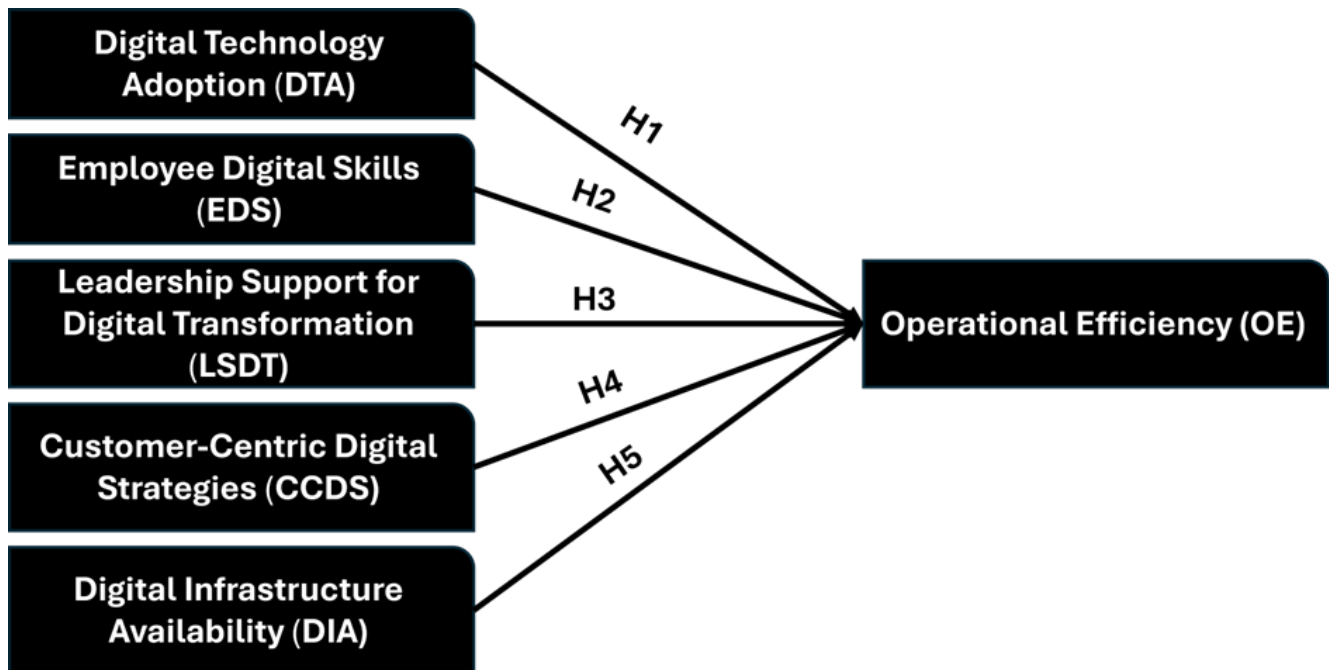 Digital Technology
Adoption (DTA)
H1
Employee Digital Skills
(EDS)
H2
Leadership Support for
Digital Transformation
(LSDT)
H3
Operational Efficiency (OE)
Customer-Centric Digital
Strategies (CCDS)
H4
Digital Infrastructure
Availability (DIA)
H5